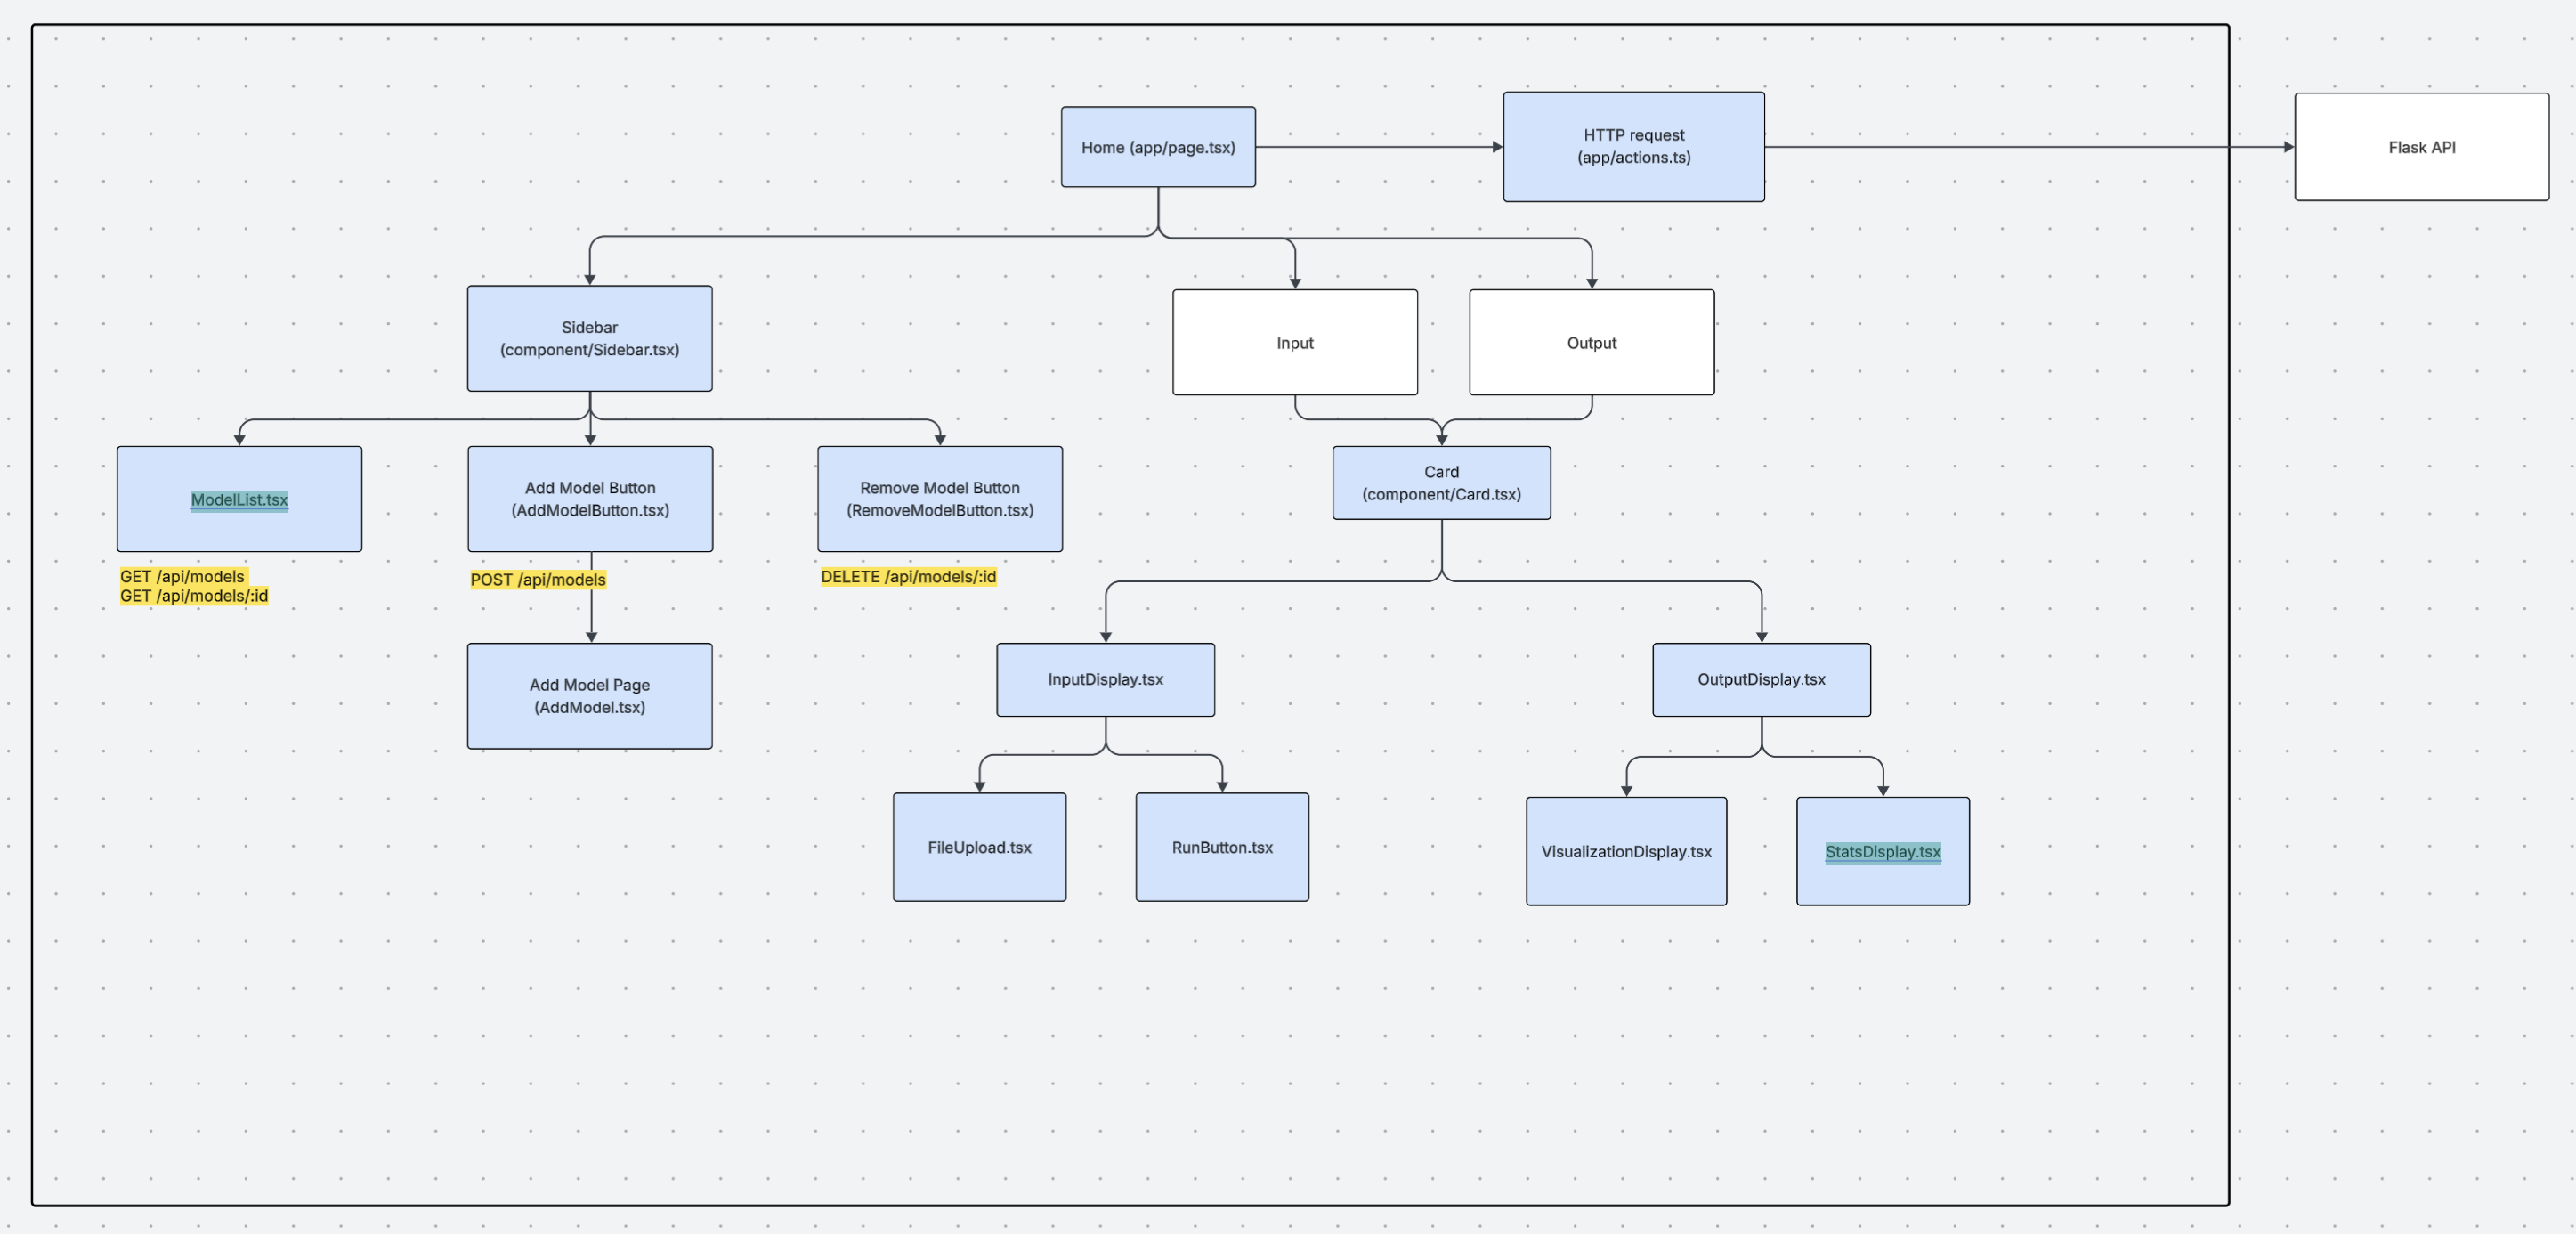 Home (app/page.tsx)
HTTP request
(app/actions.ts)
Flask API
Sidebar
(component/Sidebar.tsx)
Input
Output
ModelList.tsx
Add Model Button
(AddModelButton.tsx)
Remove Model Button
(RemoveModelButton.tsx)
Card
(component/Card.tsx)
GET /api/models
GET /api/models/:id
POST /api/models
DELETE /api/models/:id
Add Model Page
(AddModel.tsx)
InputDisplay.tsx
OutputDisplay.tsx
FileUpload.tsx
RunButton.tsx
VisualizationDisplay.tsx
StatsDisplay.tsx